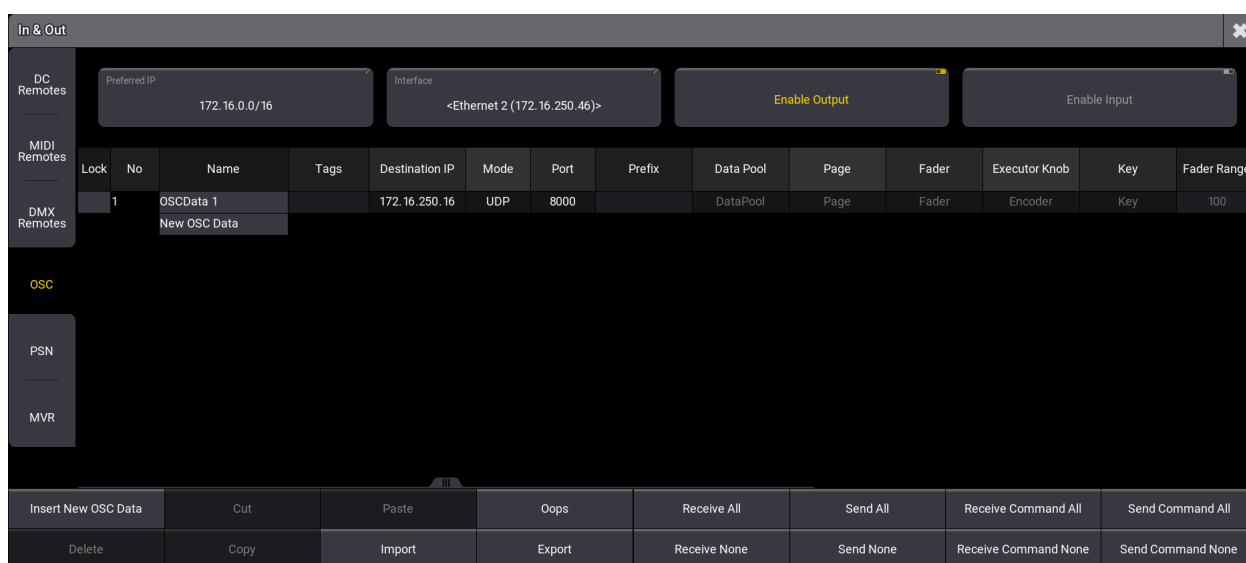 In & Out
DC
Remotes
MIDI
Remotes
DMX
Remotes
OSC
PSN
MVR
Preferred IP
172.16.0.0/16
Interface
<Ethernet 2 (172.16.250.46)>
Enable Output
Enable Input
Lock No Name Tags Destination IP Mode Port Prefix Data Pool Page Fader Executor Knob Key Fader Range
1 OSCData 1 172.16.250.16 UDP 8000 DataPool Page Fader Encoder Key 100
New OSC Data
Insert New OSC Data Cut Paste Oops Receive All Send All Receive Command All Send Command All
Delete Copy Import Export Receive None Send None Receive Command None Send Command None